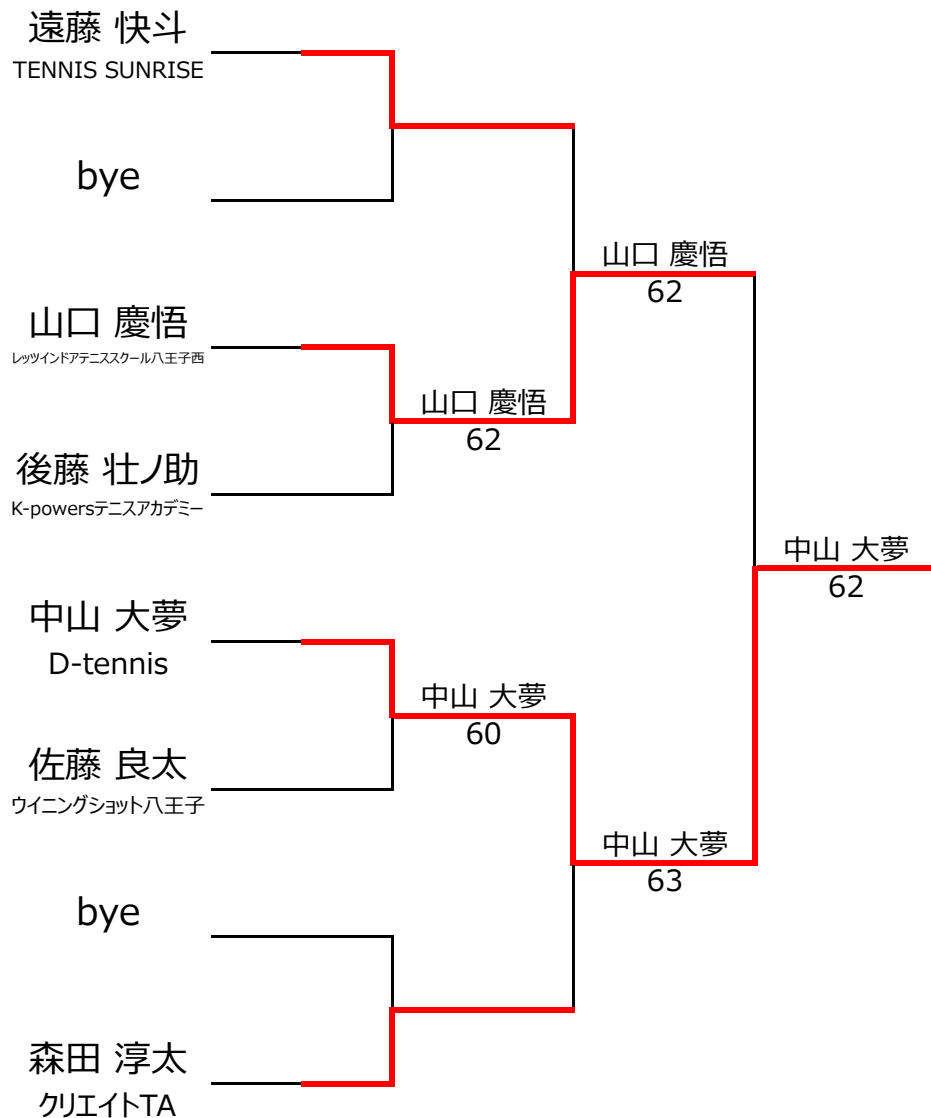 遠藤 快斗
TENNIS SUNRISE
bye
山口 慶悟
レッツインドアテニススクール八王子西
後藤 壮ノ助
K-powersテニスアカデミー
中山 大夢
D-tennis
佐藤 良太
ウイニングショット八王子
bye
森田 淳太
クリエイトTA
山口 慶悟
62
中山 大夢
60
山口 慶悟
62
中山 大夢
63
中山 大夢
62